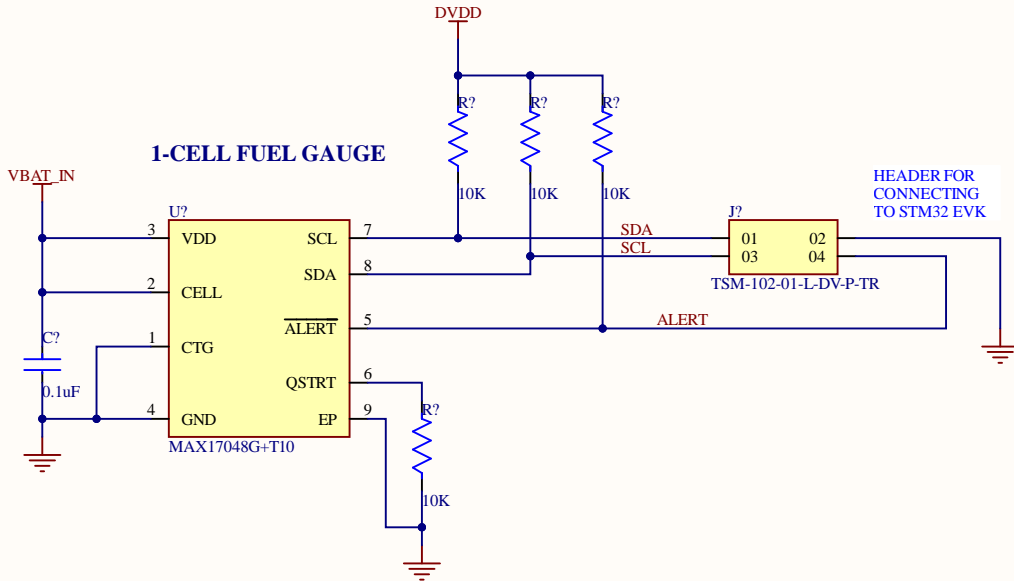 DVDD
R?
R?
R?
10K
10K
10K
1-CELL FUEL GAUGE
VBAT_IN
HEADER FOR
CONNECTING
TO STM32 EVK
U?
3
VDD
SCL
7
SDA
8
2
CELL
ALERT
5
1
CTG
QSTRT
6
4
GND
EP
9
MAX17048G+T10
C?
0.1uF
R?
10K
SDA
SCL
ALERT
J?
01
02
03
04
TSM-102-01-L-DV-P-TR